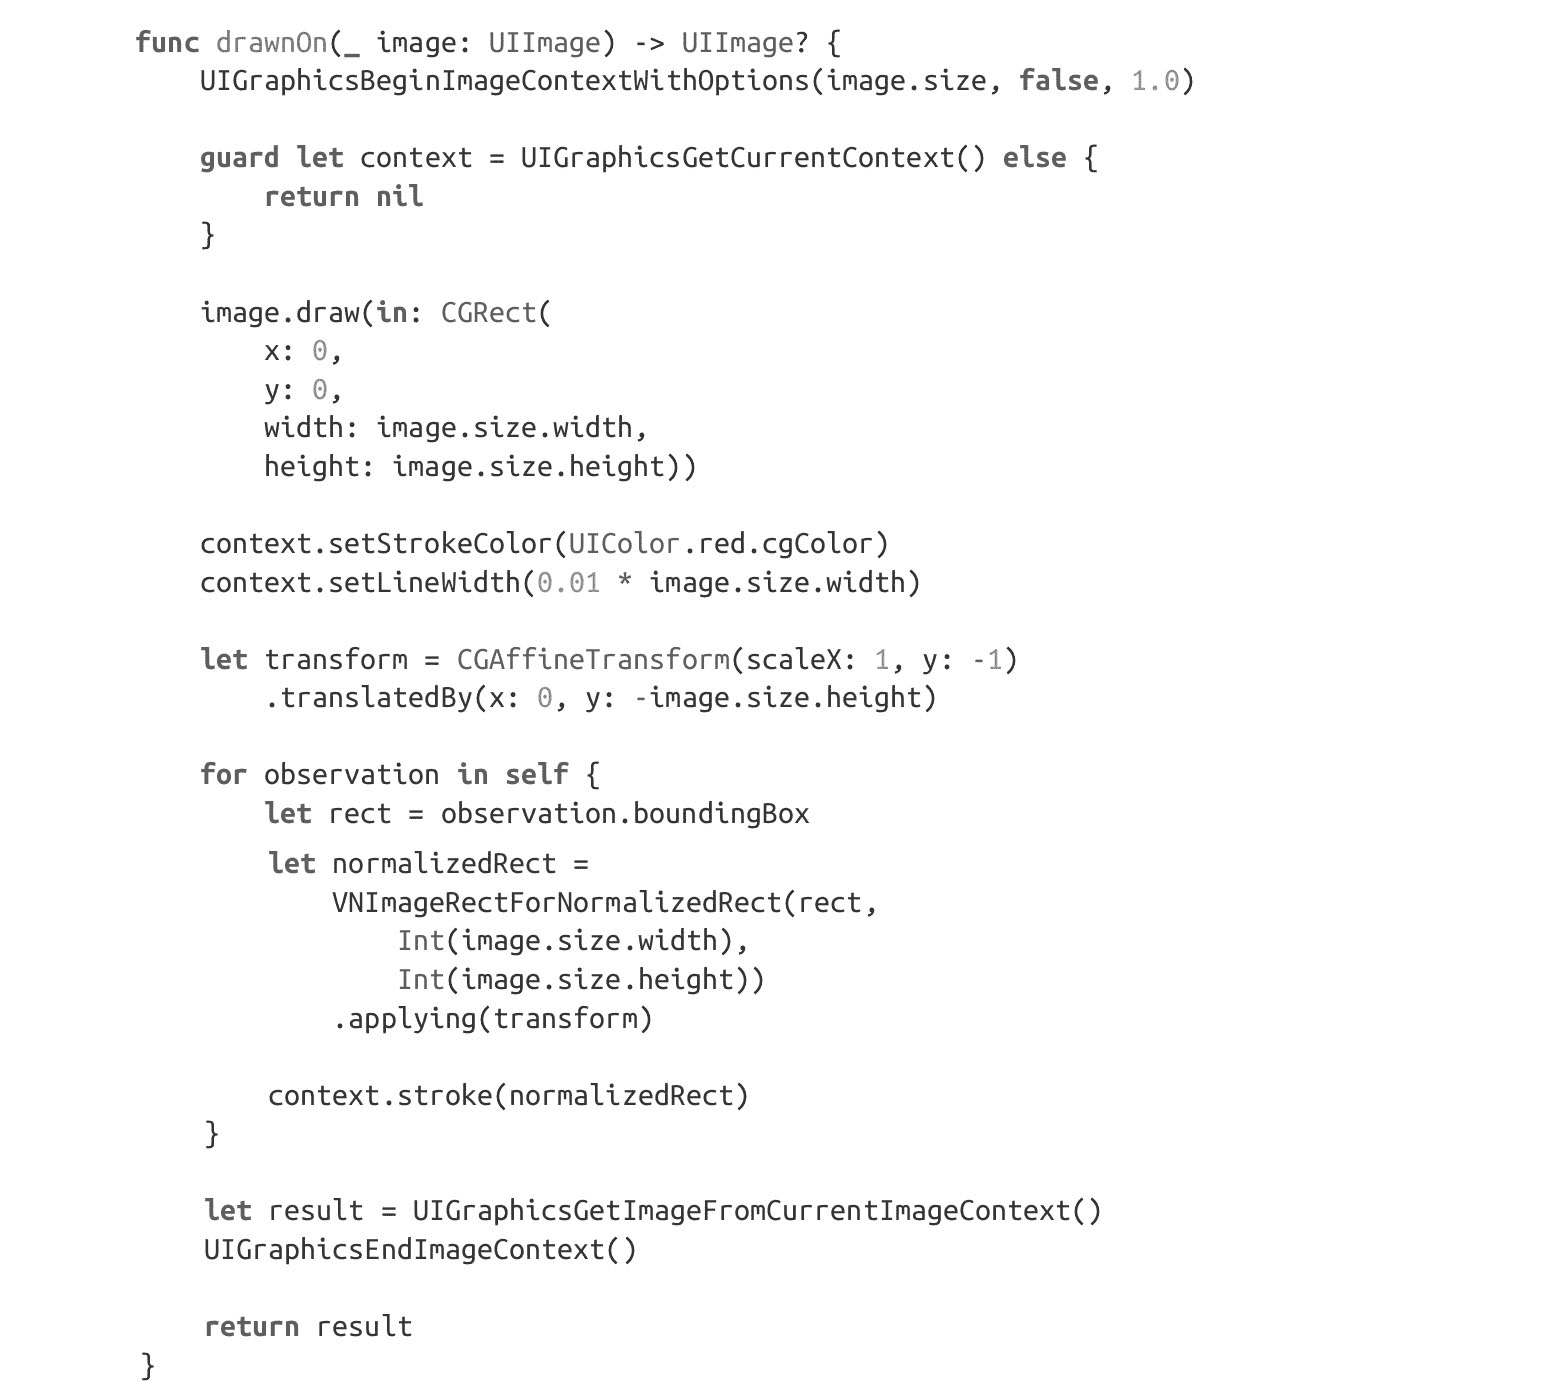 func drawnOn(_ image: UIImage) -> UIImage? {
    UIGraphicsBeginImageContextWithOptions(image.size, false, 1.0)

    guard let context = UIGraphicsGetCurrentContext() else {
        return nil
    }

    image.draw(in: CGRect(
        x: 0,
        y: 0,
        width: image.size.width,
        height: image.size.height))

    context.setStrokeColor(UIColor.red.cgColor)
    context.setLineWidth(0.01 * image.size.width)

    let transform = CGAffineTransform(scaleX: 1, y: -1)
        .translatedBy(x: 0, y: -image.size.height)

    for observation in self {
        let rect = observation.boundingBox
        let normalizedRect =
            VNImageRectForNormalizedRect(rect,
                Int(image.size.width),
                Int(image.size.height))
            .applying(transform)

        context.stroke(normalizedRect)
    }

    let result = UIGraphicsGetImageFromCurrentImageContext()
    UIGraphicsEndImageContext()

    return result
}